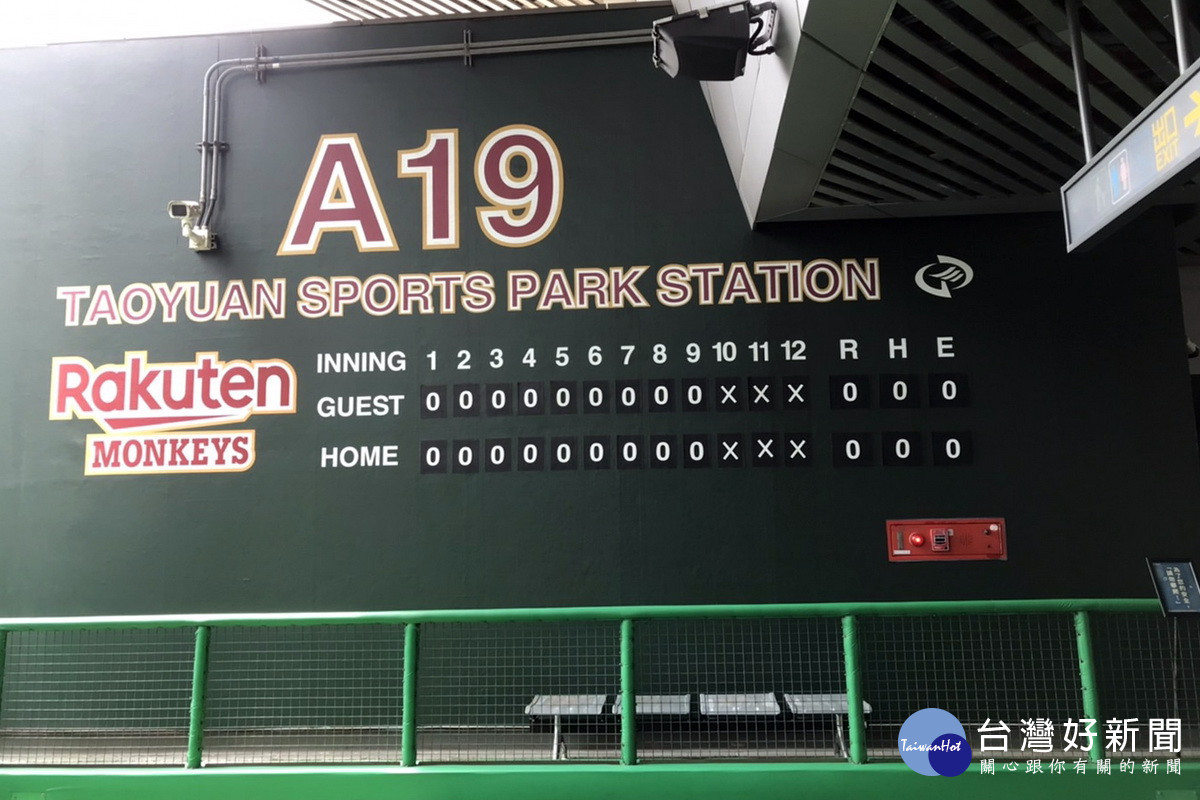 A19
TAOYUAN SPORTS PARK STATION
Rakuten
MONKEYS
INNING 1 2 3 4 5 6 7 8 9 10 11 12 R H E
GUEST 0 0 0 0 0 0 0 0 0 X X X 0 0 0
HOME 0 0 0 0 0 0 0 0 0 X X X 0 0 0
出口
EXIT
TaiwanHot
台灣好新聞
關心跟你有關的新聞